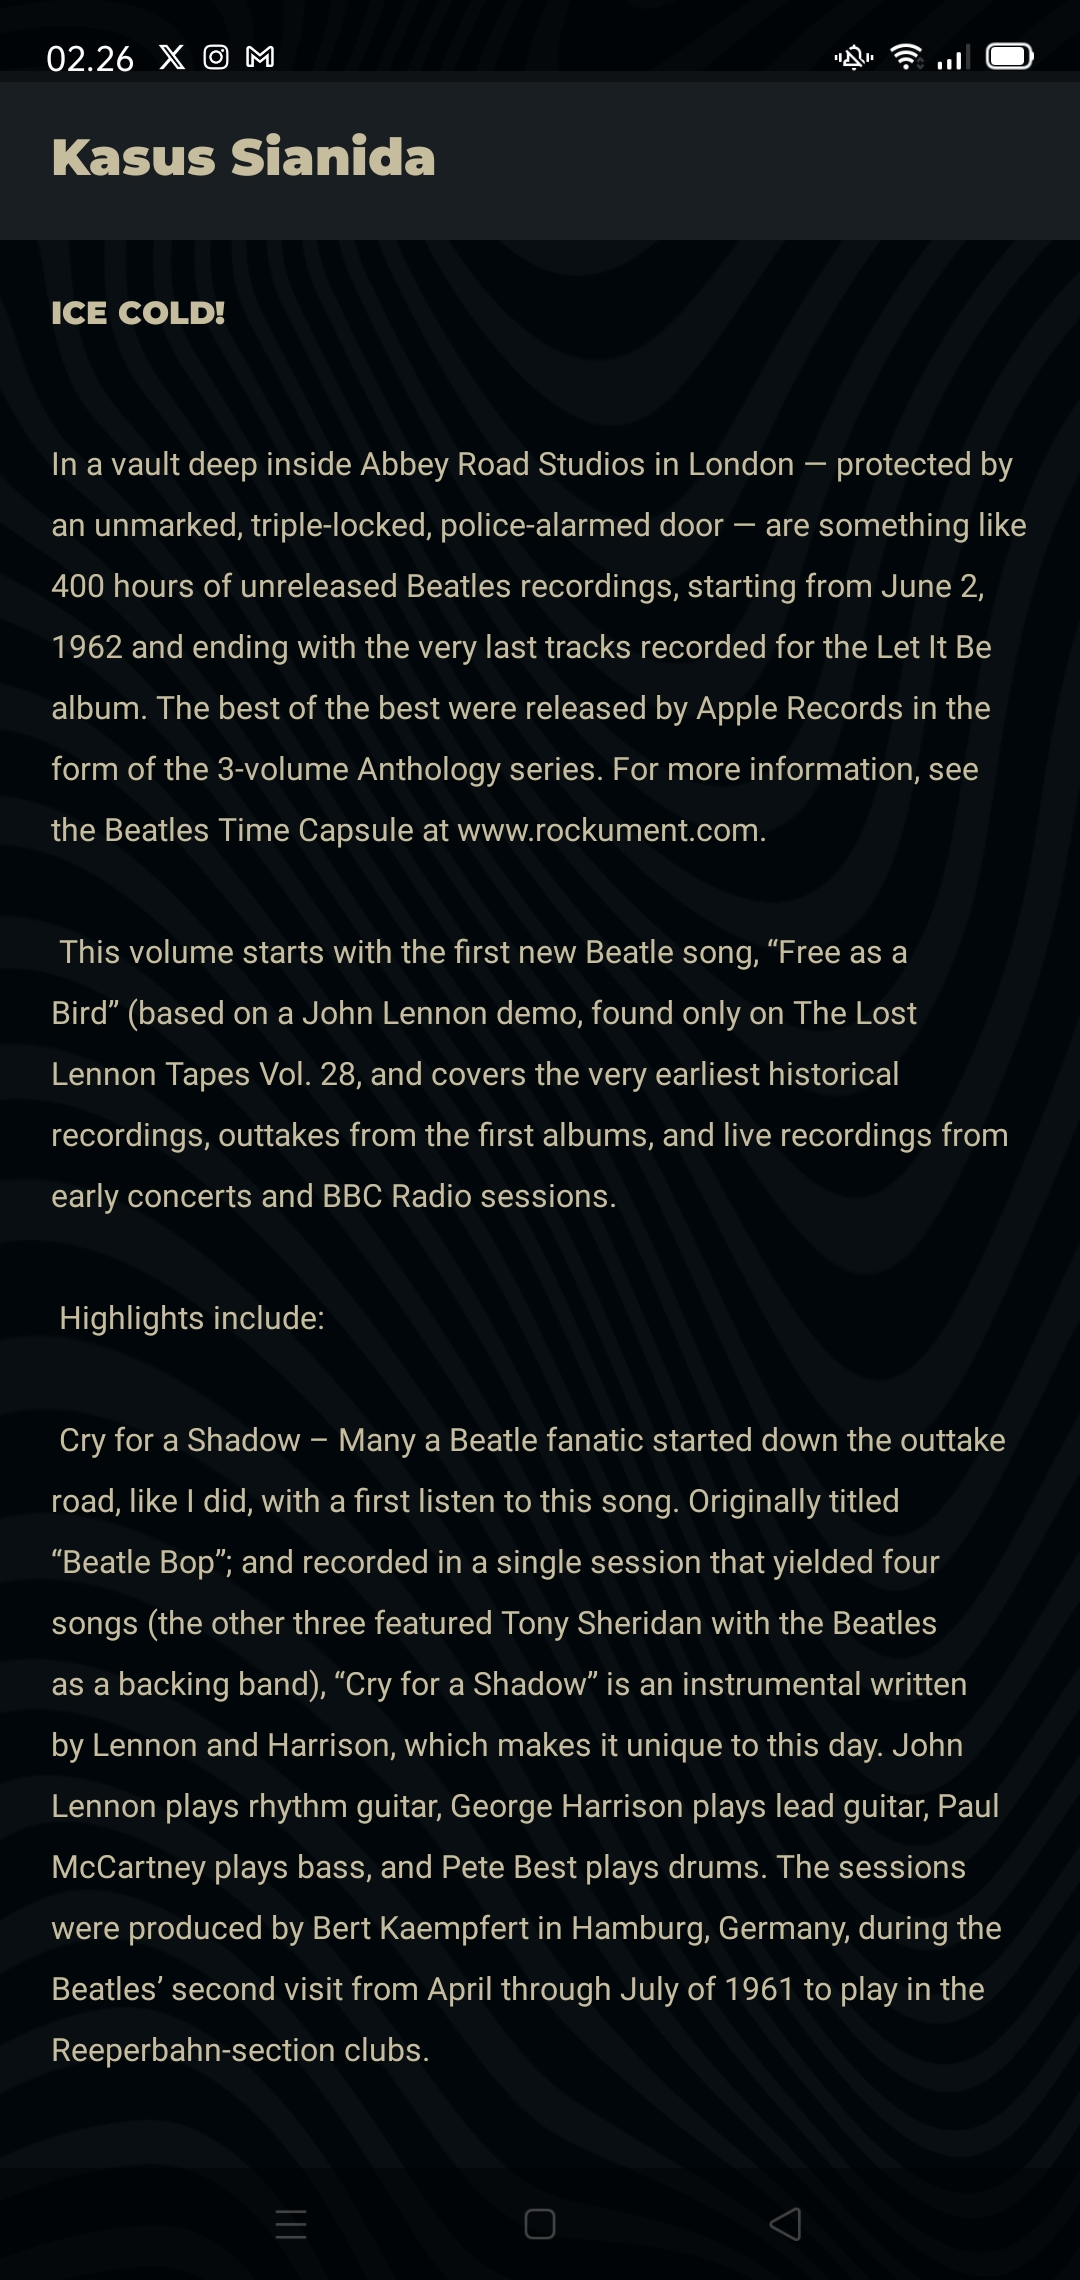 02.26
Kasus Sianida
ICE COLD!
In a vault deep inside Abbey Road Studios in London — protected by
an unmarked, triple-locked, police-alarmed door — are something like
400 hours of unreleased Beatles recordings, starting from June 2,
1962 and ending with the very last tracks recorded for the Let It Be
album. The best of the best were released by Apple Records in the
form of the 3-volume Anthology series. For more information, see
the Beatles Time Capsule at www.rockument.com.
This volume starts with the first new Beatle song, “Free as a
Bird” (based on a John Lennon demo, found only on The Lost
Lennon Tapes Vol. 28, and covers the very earliest historical
recordings, outtakes from the first albums, and live recordings from
early concerts and BBC Radio sessions.
Highlights include:
Cry for a Shadow – Many a Beatle fanatic started down the outtake
road, like I did, with a first listen to this song. Originally titled
“Beatle Bop”; and recorded in a single session that yielded four
songs (the other three featured Tony Sheridan with the Beatles
as a backing band), “Cry for a Shadow” is an instrumental written
by Lennon and Harrison, which makes it unique to this day. John
Lennon plays rhythm guitar, George Harrison plays lead guitar, Paul
McCartney plays bass, and Pete Best plays drums. The sessions
were produced by Bert Kaempfert in Hamburg, Germany, during the
Beatles’ second visit from April through July of 1961 to play in the
Reeperbahn-section clubs.